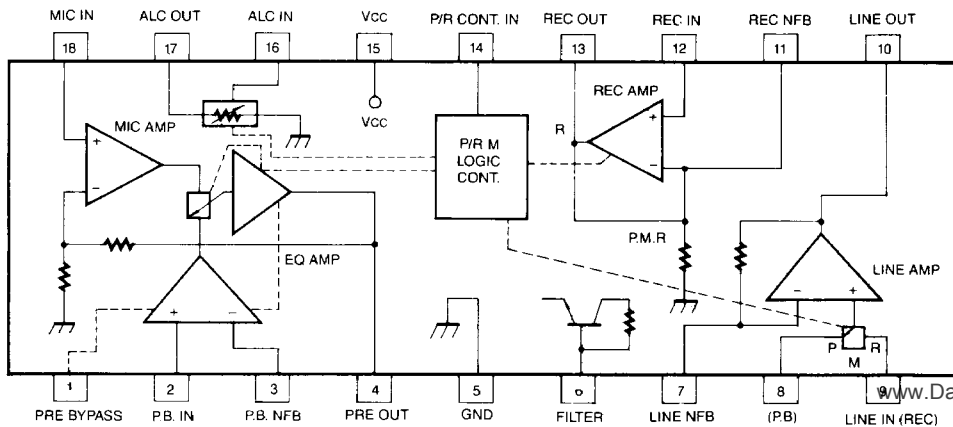 MIC IN ALC OUT ALC IN VCC P/R CONT. IN REC OUT REC IN REC NFB LINE OUT
18 17 16 15 14 13 12 11 10
VCC
MIC AMP
REC AMP
R
P/R M
LOGIC
CONT.
+
−
+
−
P.M.R
EQ AMP
LINE AMP
+ −
− +
P R
M
1 2 3 4 5 6 7 8 9
www.Da
PRE BYPASS P.B. IN P.B. NFB PRE OUT GND FILTER LINE NFB (P.B) LINE IN (REC)